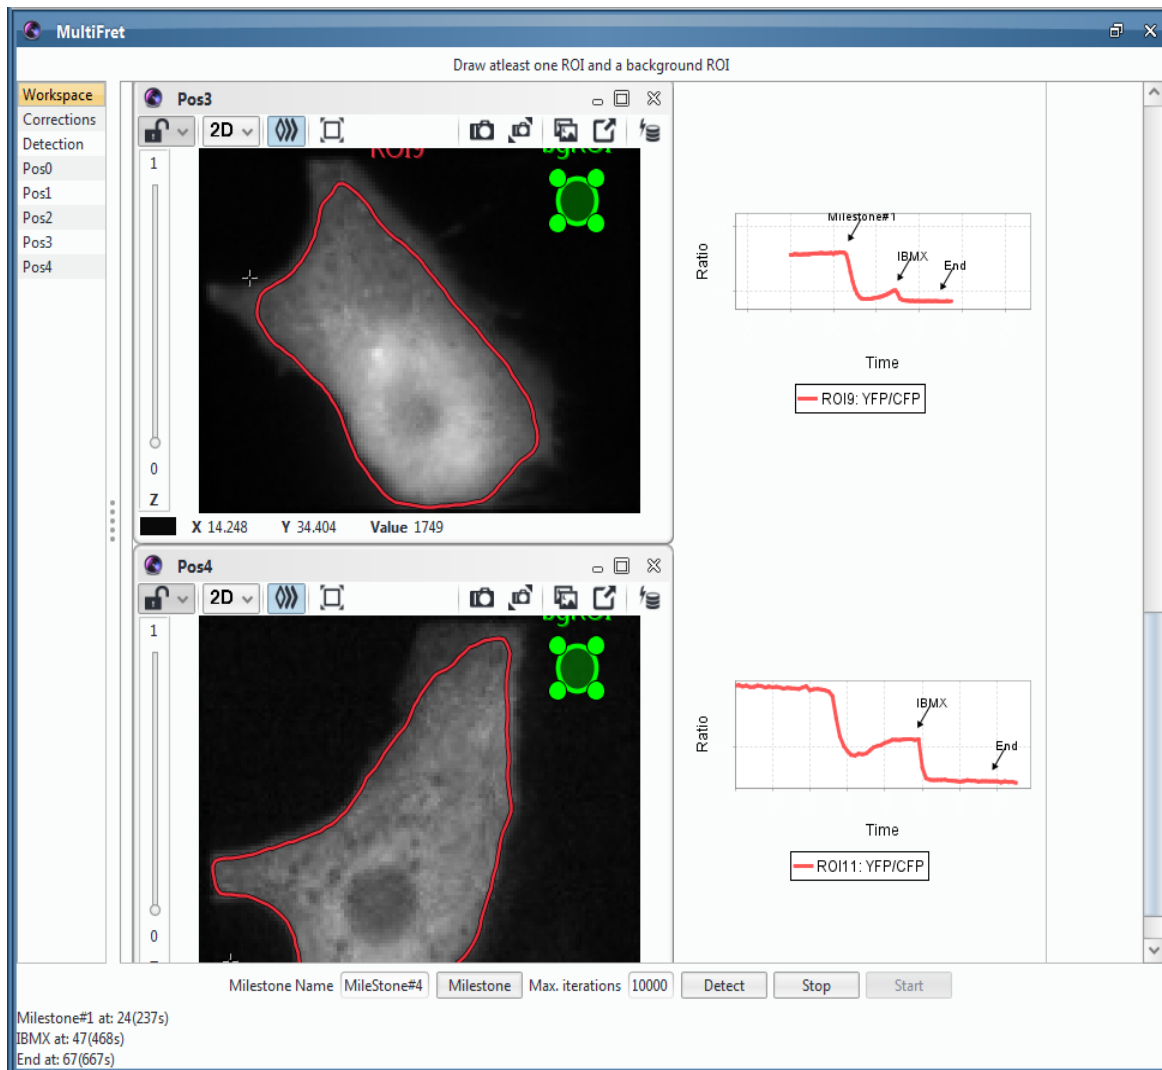 MultiFret
Draw atleast one ROI and a background ROI
Workspace
Corrections
Detection
Pos0
Pos1
Pos2
Pos3
Pos4
Pos3
2D
1
0
Z
ROI9
bgROI
X 14.248 Y 34.404 Value 1749
Ratio
Milestone#1
IBMX
End
Time
ROI9: YFP/CFP
Pos4
2D
1
0
bgROI
Ratio
IBMX
End
Time
ROI11: YFP/CFP
Milestone Name MileStone#4 Milestone Max. iterations 10000 Detect Stop Start
Milestone#1 at: 24(237s)
IBMX at: 47(468s)
End at: 67(667s)